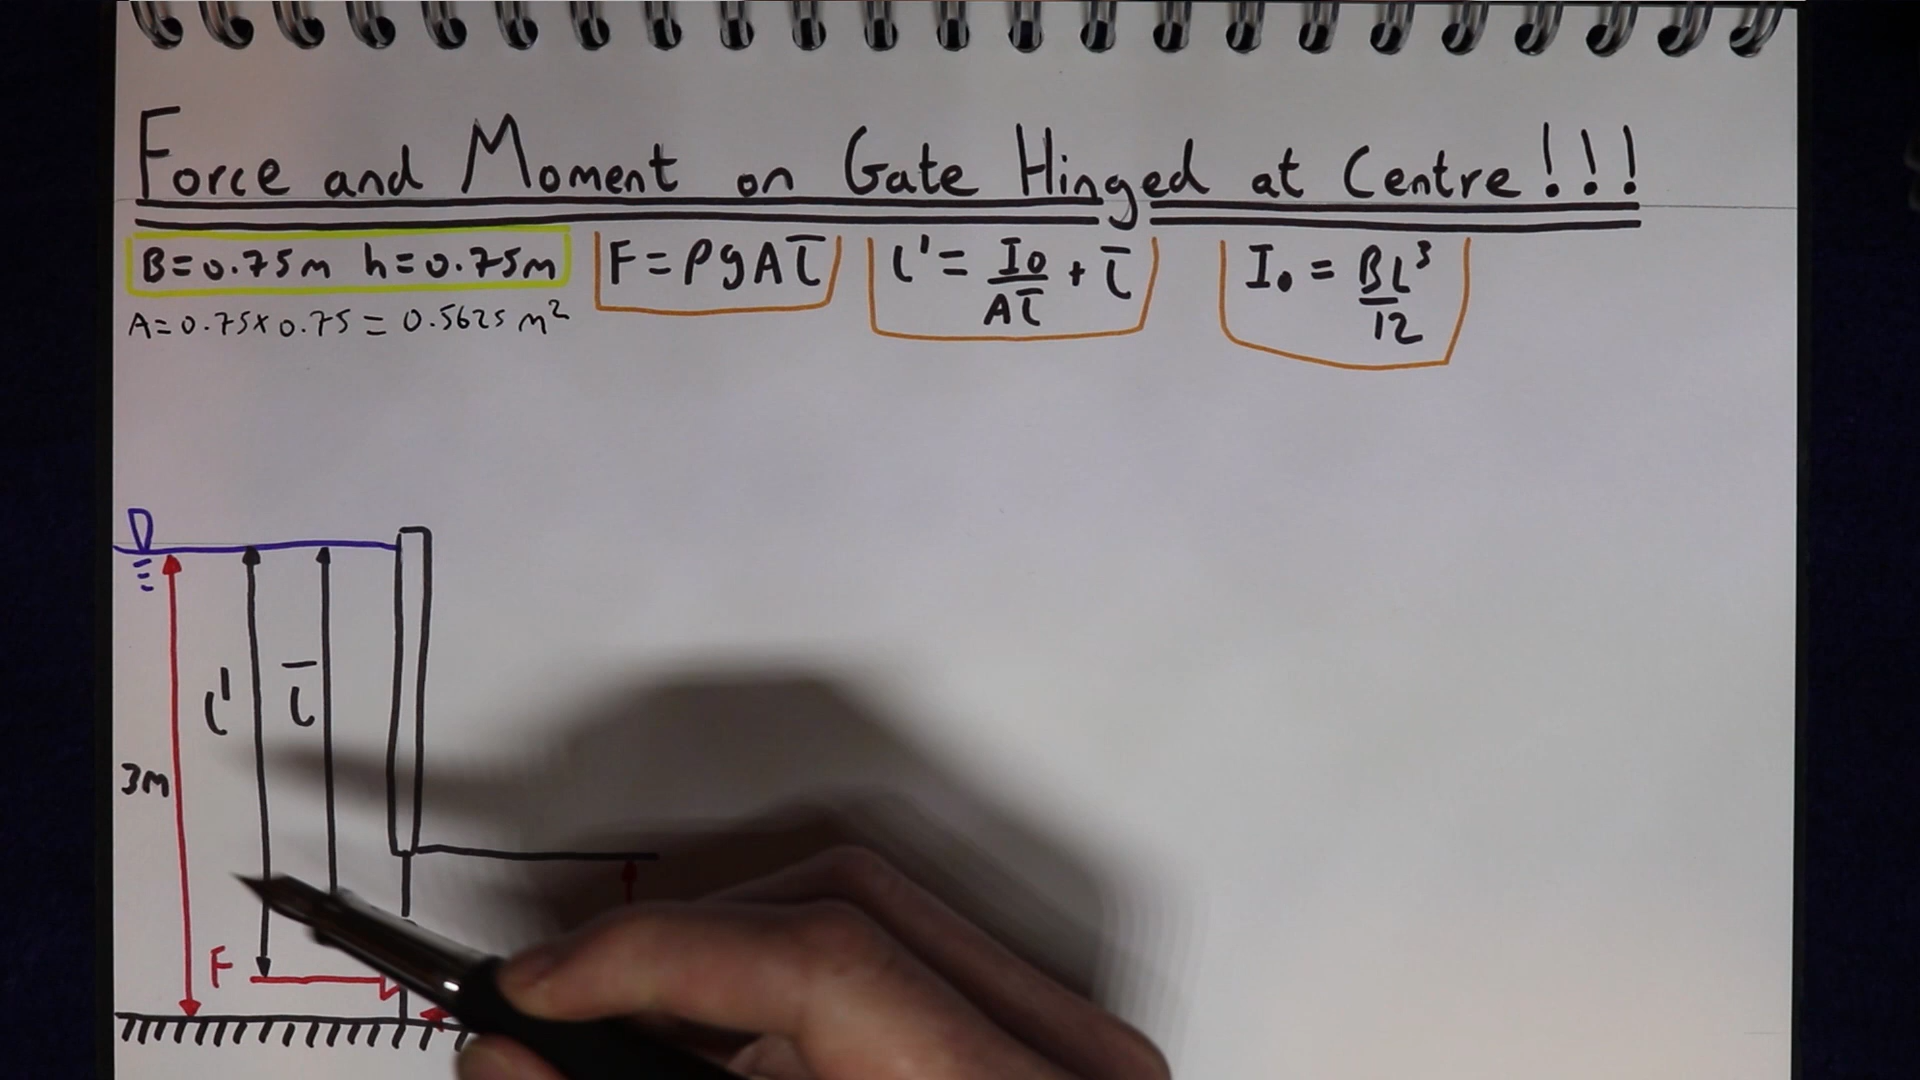 Force and Moment on Gate Hinged at Centre!!!
B=0.75m h=0.75m
F=ρgAL̄
L'=I₀/AL̄+L̄
I₀=BL³/12
A=0.75×0.75=0.5625m²
L'
L̄
3m
F